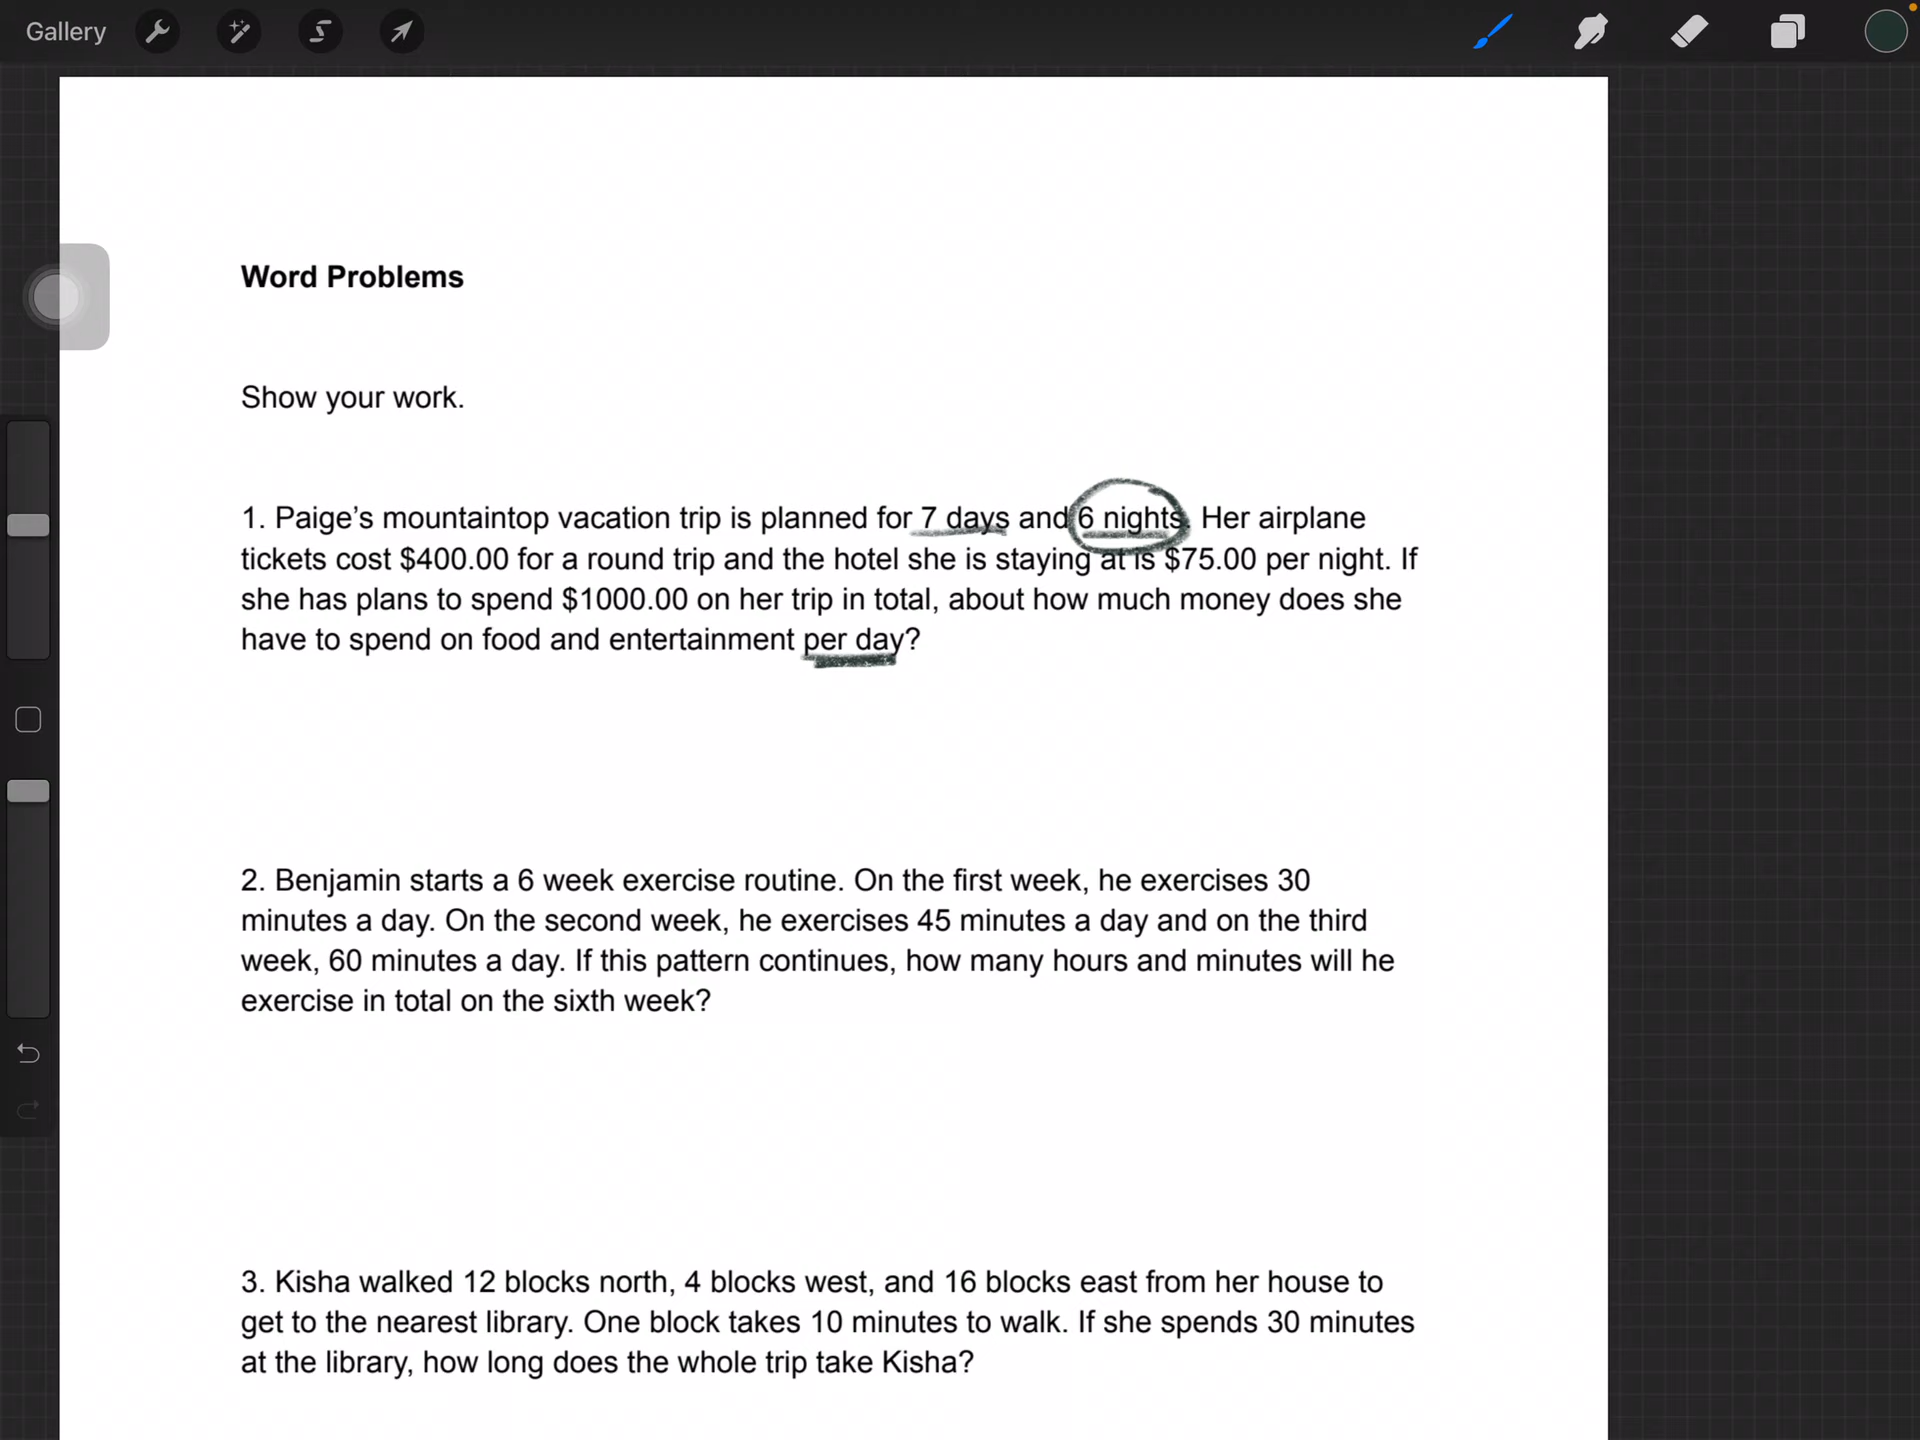 Gallery
Word Problems
Show your work.
1. Paige’s mountaintop vacation trip is planned for 7 days and 6 nights. Her airplane
tickets cost $400.00 for a round trip and the hotel she is staying at is $75.00 per night. If
she has plans to spend $1000.00 on her trip in total, about how much money does she
have to spend on food and entertainment per day?
2. Benjamin starts a 6 week exercise routine. On the first week, he exercises 30
minutes a day. On the second week, he exercises 45 minutes a day and on the third
week, 60 minutes a day. If this pattern continues, how many hours and minutes will he
exercise in total on the sixth week?
3. Kisha walked 12 blocks north, 4 blocks west, and 16 blocks east from her house to
get to the nearest library. One block takes 10 minutes to walk. If she spends 30 minutes
at the library, how long does the whole trip take Kisha?